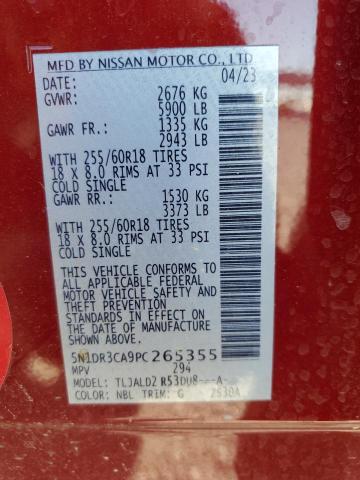 MFD BY NISSAN MOTOR CO., LTD
DATE: 04/23
GVWR: 2676 KG
5900 LB
GAWR FR.: 1335 KG
2943 LB
WITH 255/60R18 TIRES
18 X 8.0 RIMS AT 33 PSI
COLD SINGLE
GAWR RR.: 1530 KG
3373 LB
WITH 255/60R18 TIRES
18 X 8.0 RIMS AT 33 PSI
COLD SINGLE
THIS VEHICLE CONFORMS TO
ALL APPLICABLE FEDERAL
MOTOR VEHICLE SAFETY
AND THEFT PREVENTION
STANDARDS IN EFFECT ON
THE DATE OF MANUFACTURE
SHOWN ABOVE.
5N1DR3CA9PC265355
MPV 294
MODEL: TLJALD2 R53DU8---A-
COLOR: NBL TRIM: G 2530A